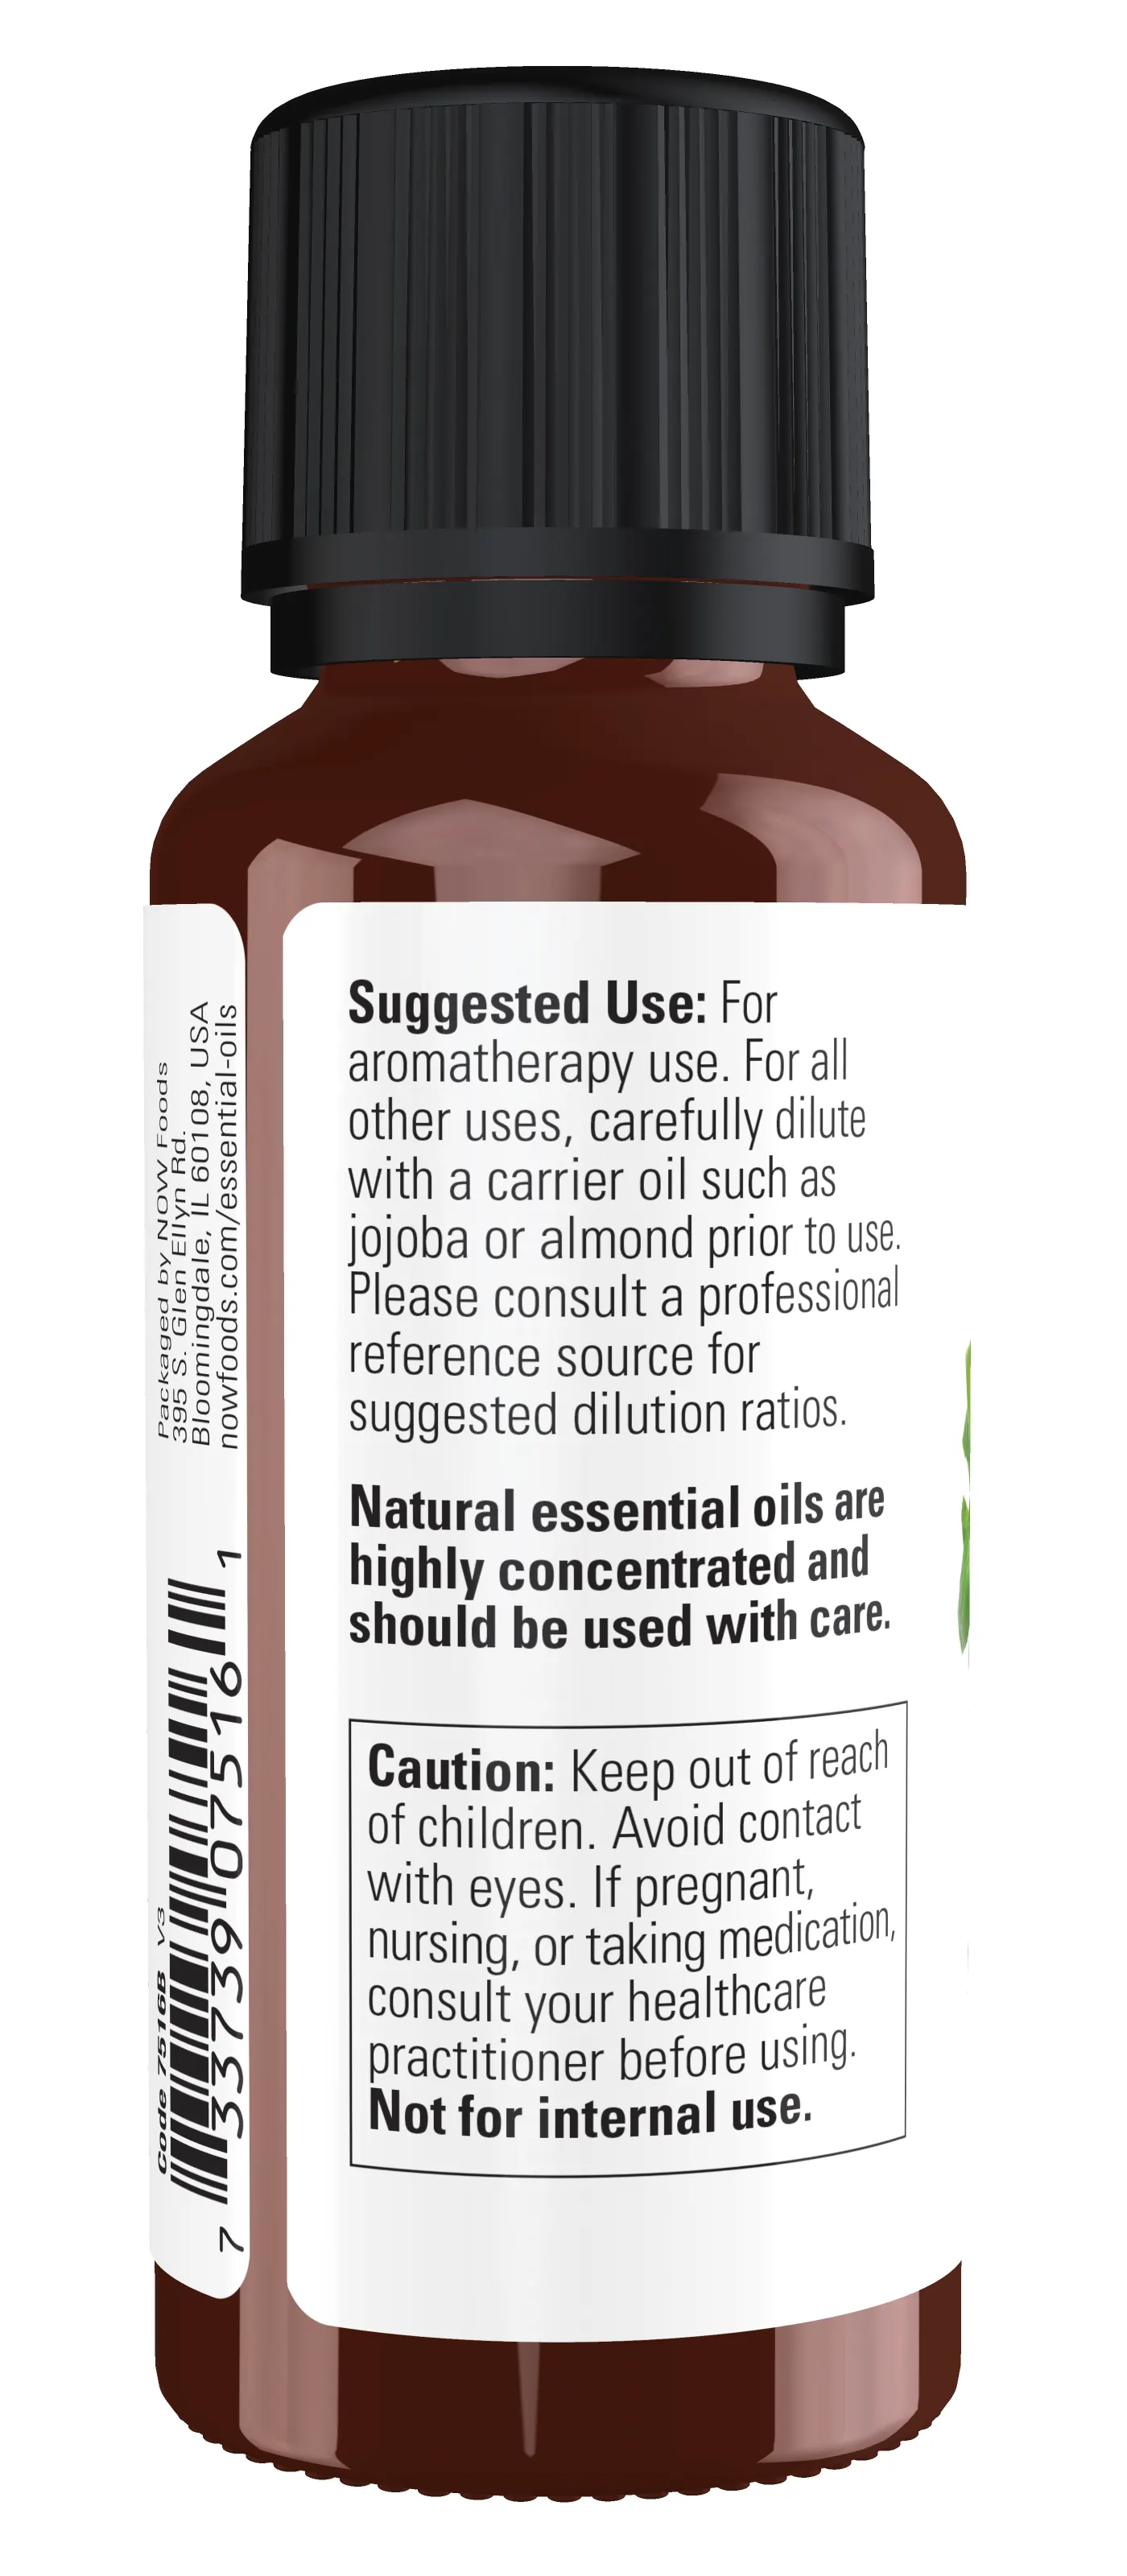 Suggested Use: For
aromatherapy use. For all
other uses, carefully dilute
with a carrier oil such as
jojoba or almond prior to use.
Please consult a professional
reference source for
suggested dilution ratios.
Natural essential oils are
highly concentrated and
should be used with care.
Caution: Keep out of reach
of children. Avoid contact
with eyes. If pregnant,
nursing, or taking medication,
consult your healthcare
practitioner before using.
Not for internal use.
Packaged by NOW Foods
395 S. Glen Ellyn Rd.
Bloomingdale, IL 60108, USA
nowfoods.com/essential-oils
Code 7516B V3
7 33739 07516 1